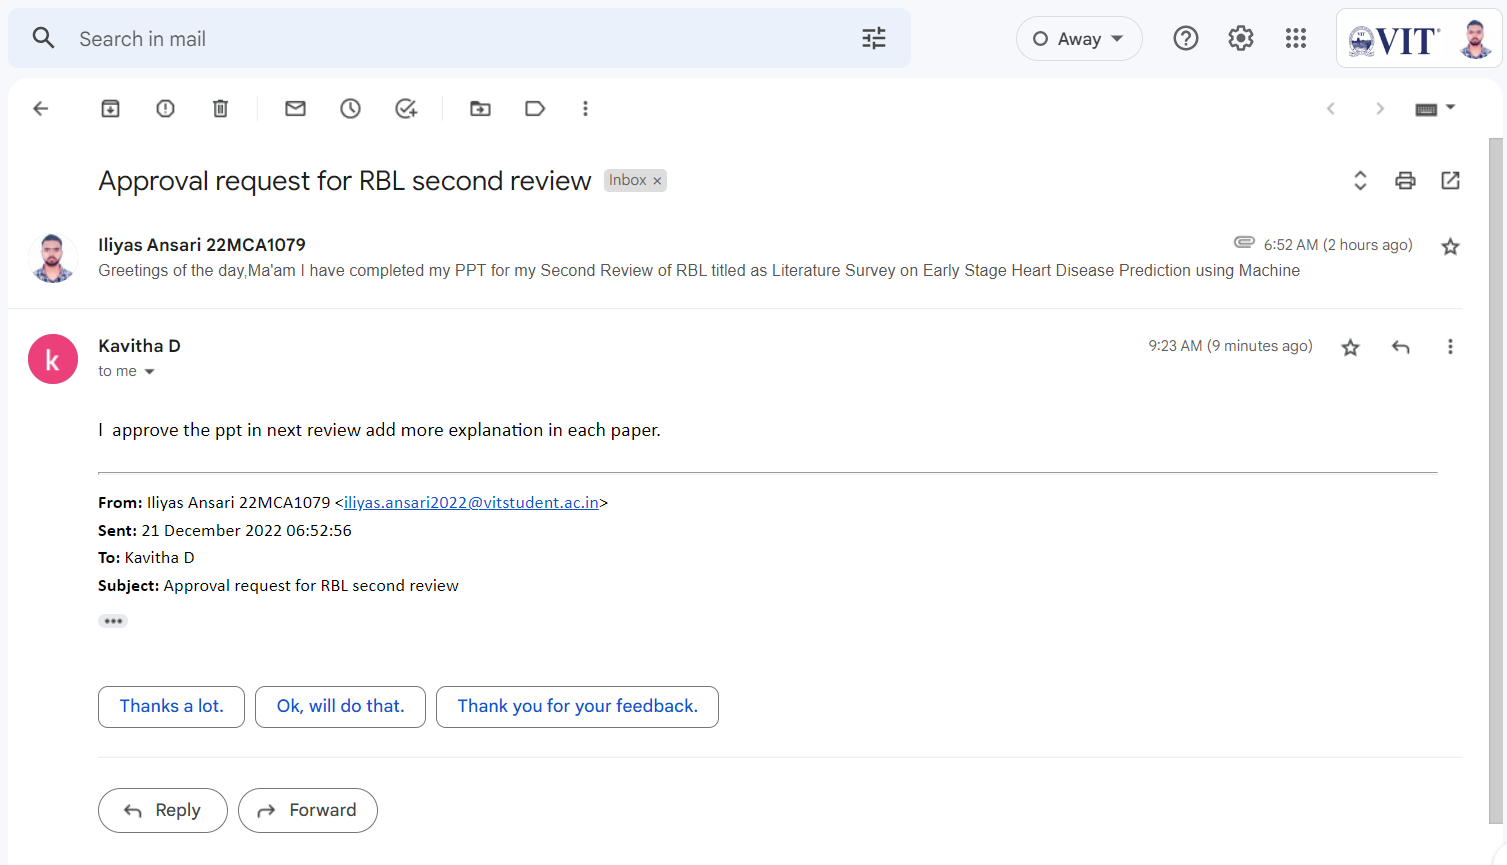 Search in mail
Away
VIT
Approval request for RBL second review
Inbox ×
Iliyas Ansari 22MCA1079
6:52 AM (2 hours ago)
Greetings of the day,Ma'am I have completed my PPT for my Second Review of RBL titled as Literature Survey on Early Stage Heart Disease Prediction using Machine
k
Kavitha D
9:23 AM (9 minutes ago)
to me
I  approve the ppt in next review add more explanation in each paper.
From: Iliyas Ansari 22MCA1079 <iliyas.ansari2022@vitstudent.ac.in>
Sent: 21 December 2022 06:52:56
To: Kavitha D
Subject: Approval request for RBL second review
Thanks a lot.
Ok, will do that.
Thank you for your feedback.
Reply
Forward